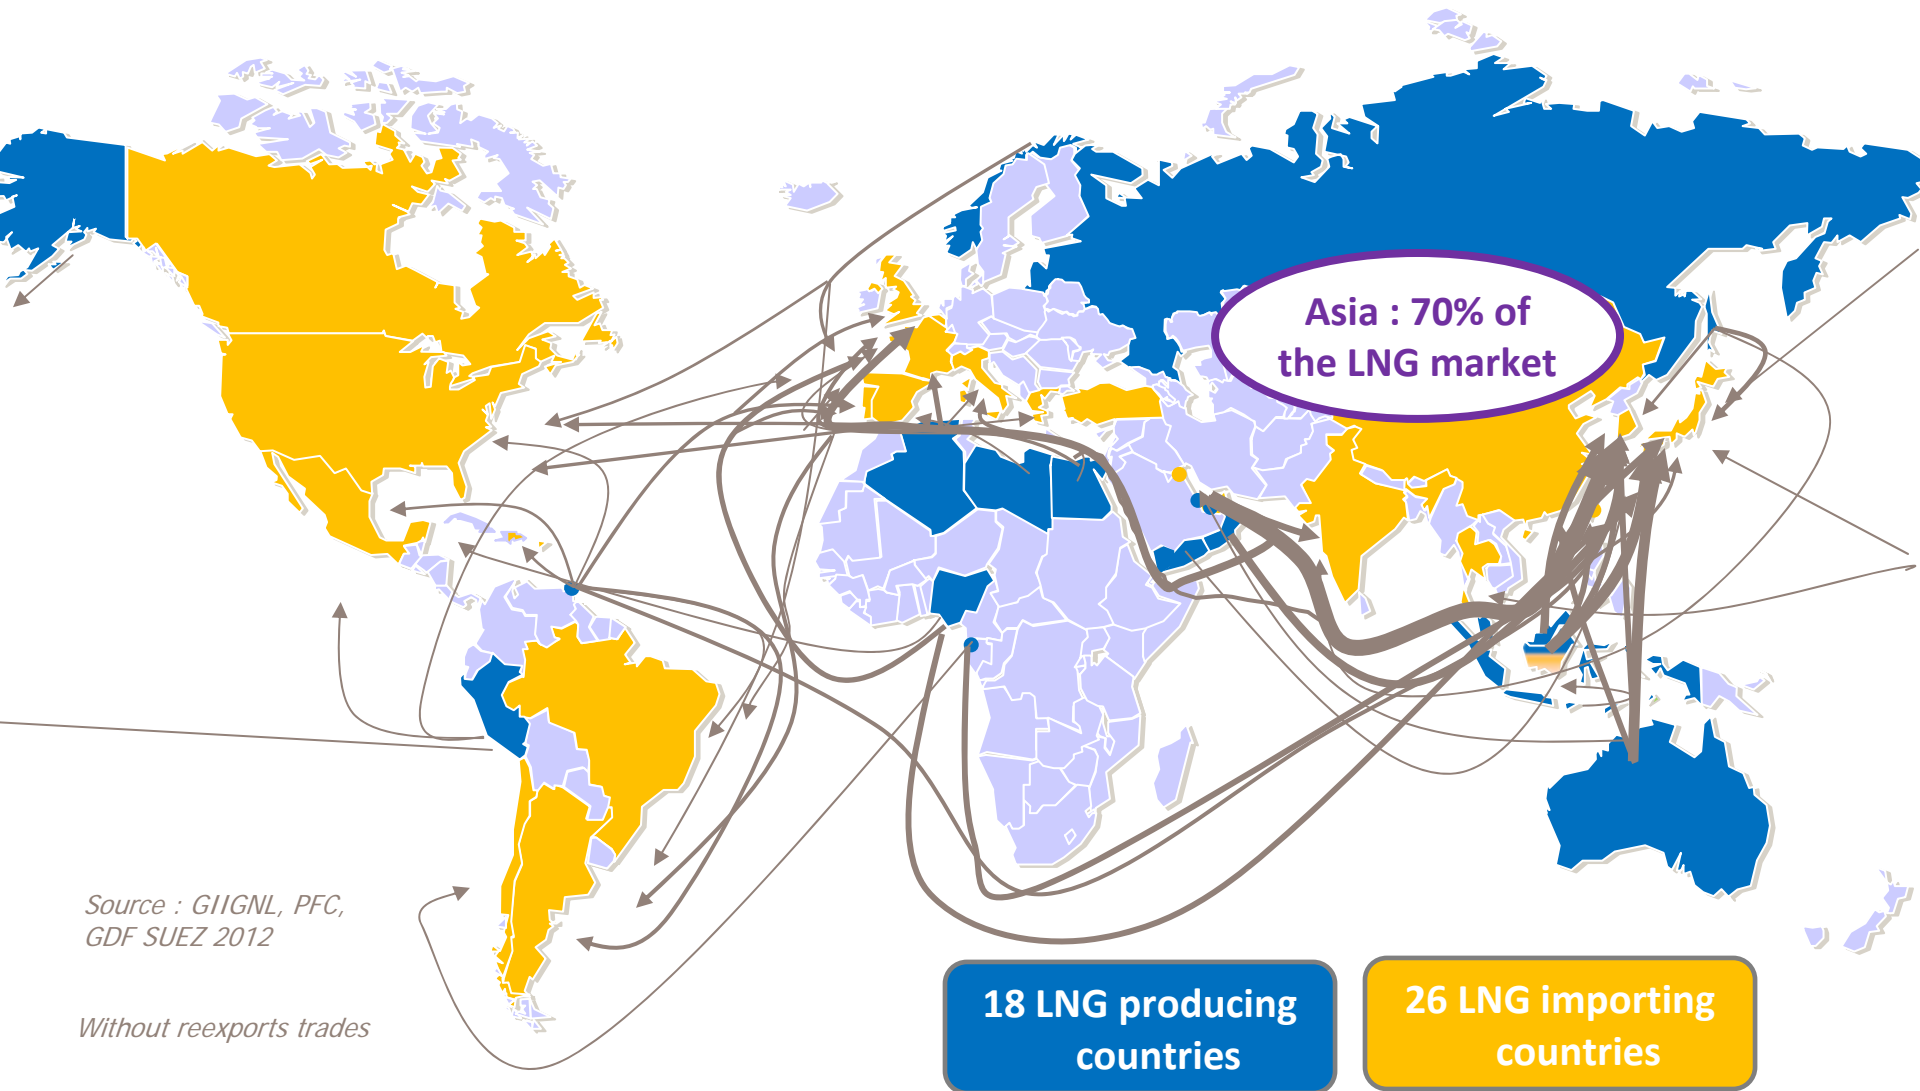 Asia : 70% of
the LNG market
Source : GIIGNL, PFC,
GDF SUEZ 2012
Without reexports trades
18 LNG producing
countries
26 LNG importing
countries